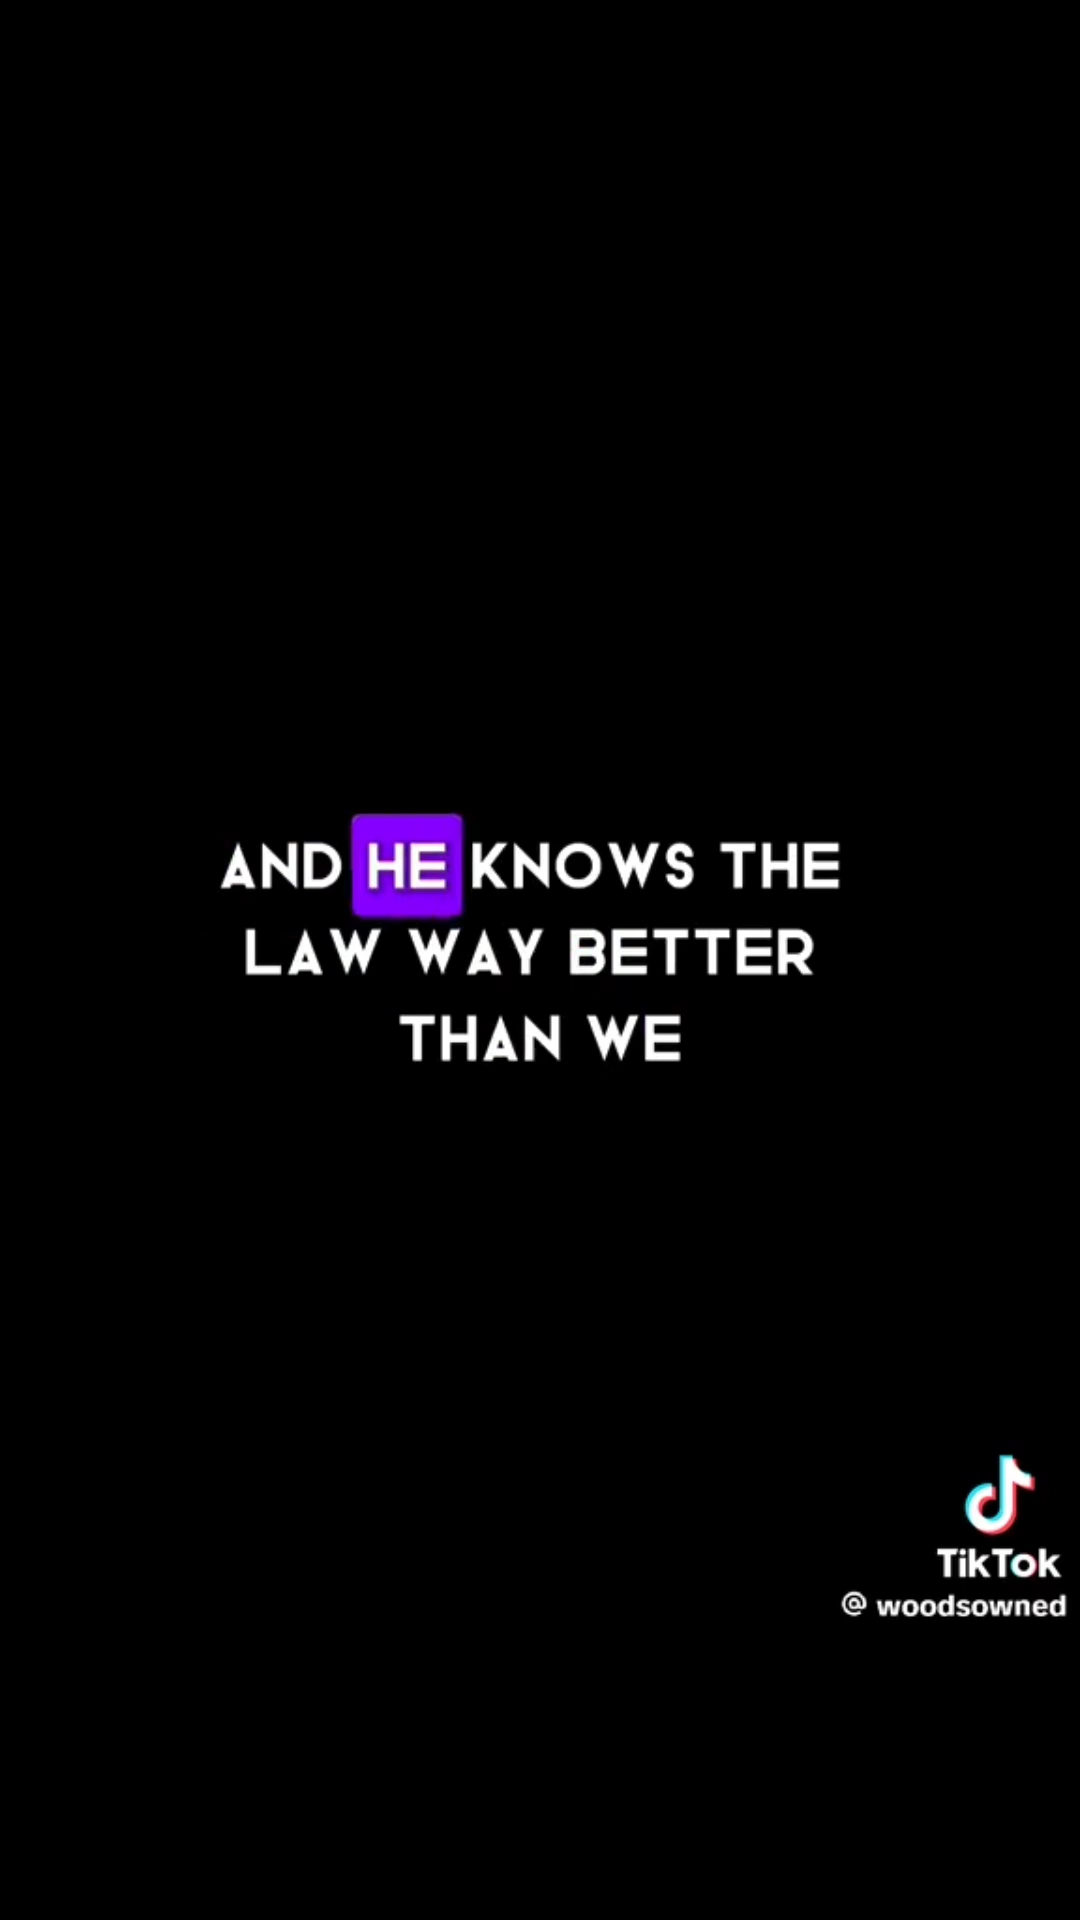 AND HE KNOWS THE
LAW WAY BETTER
THAN WE
TikTok
@ woodsowned